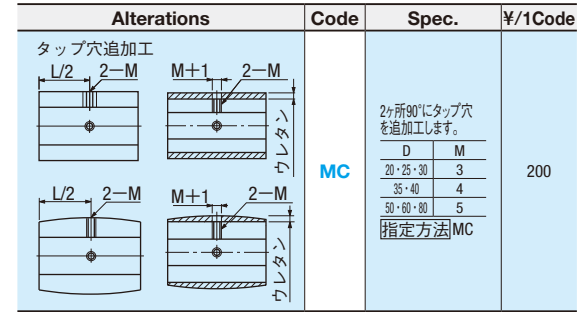 Alterations Code Spec. ¥/1Code
タップ穴追加工
L/2 2−M M+1 2−M
ウレタン
L/2 2−M M+1 2−M
ウレタン
MC
2ヶ所90°にタップ穴
を追加工します。
D M
20・25・30 3
35・40 4
50・60・80 5
指定方法 MC
200